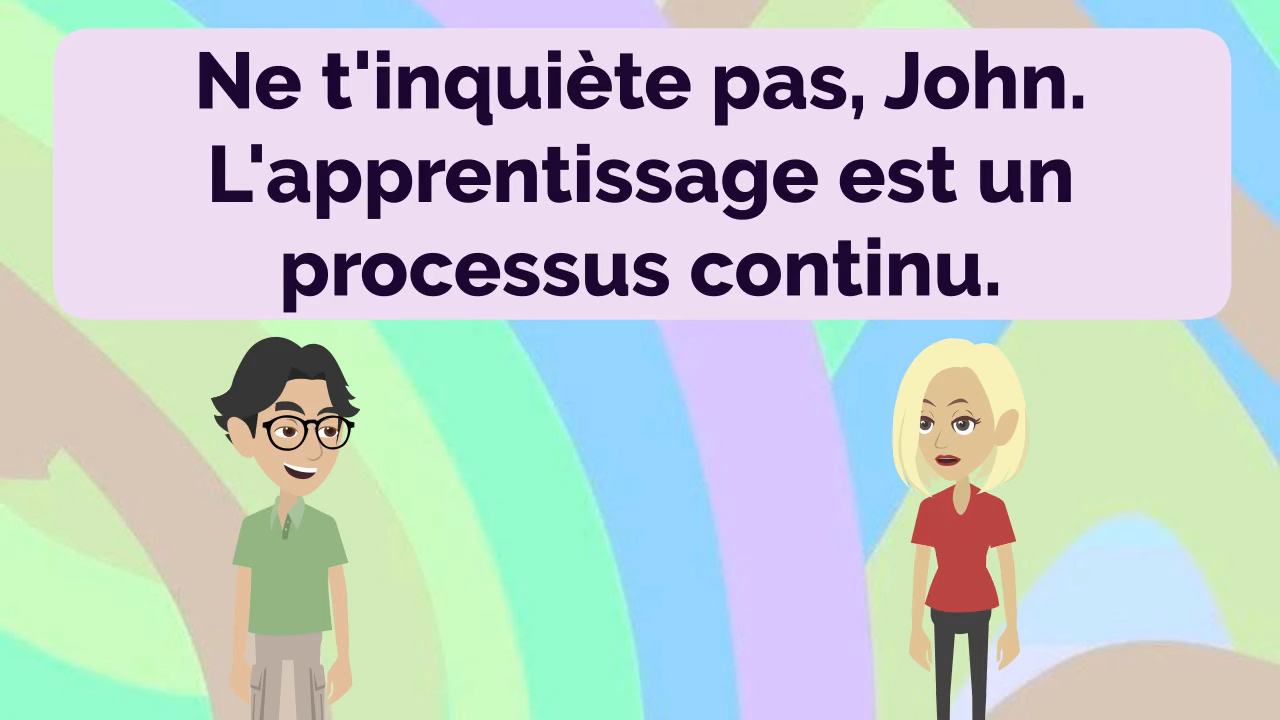 Ne t'inquiète pas, John.
L'apprentissage est un
processus continu.